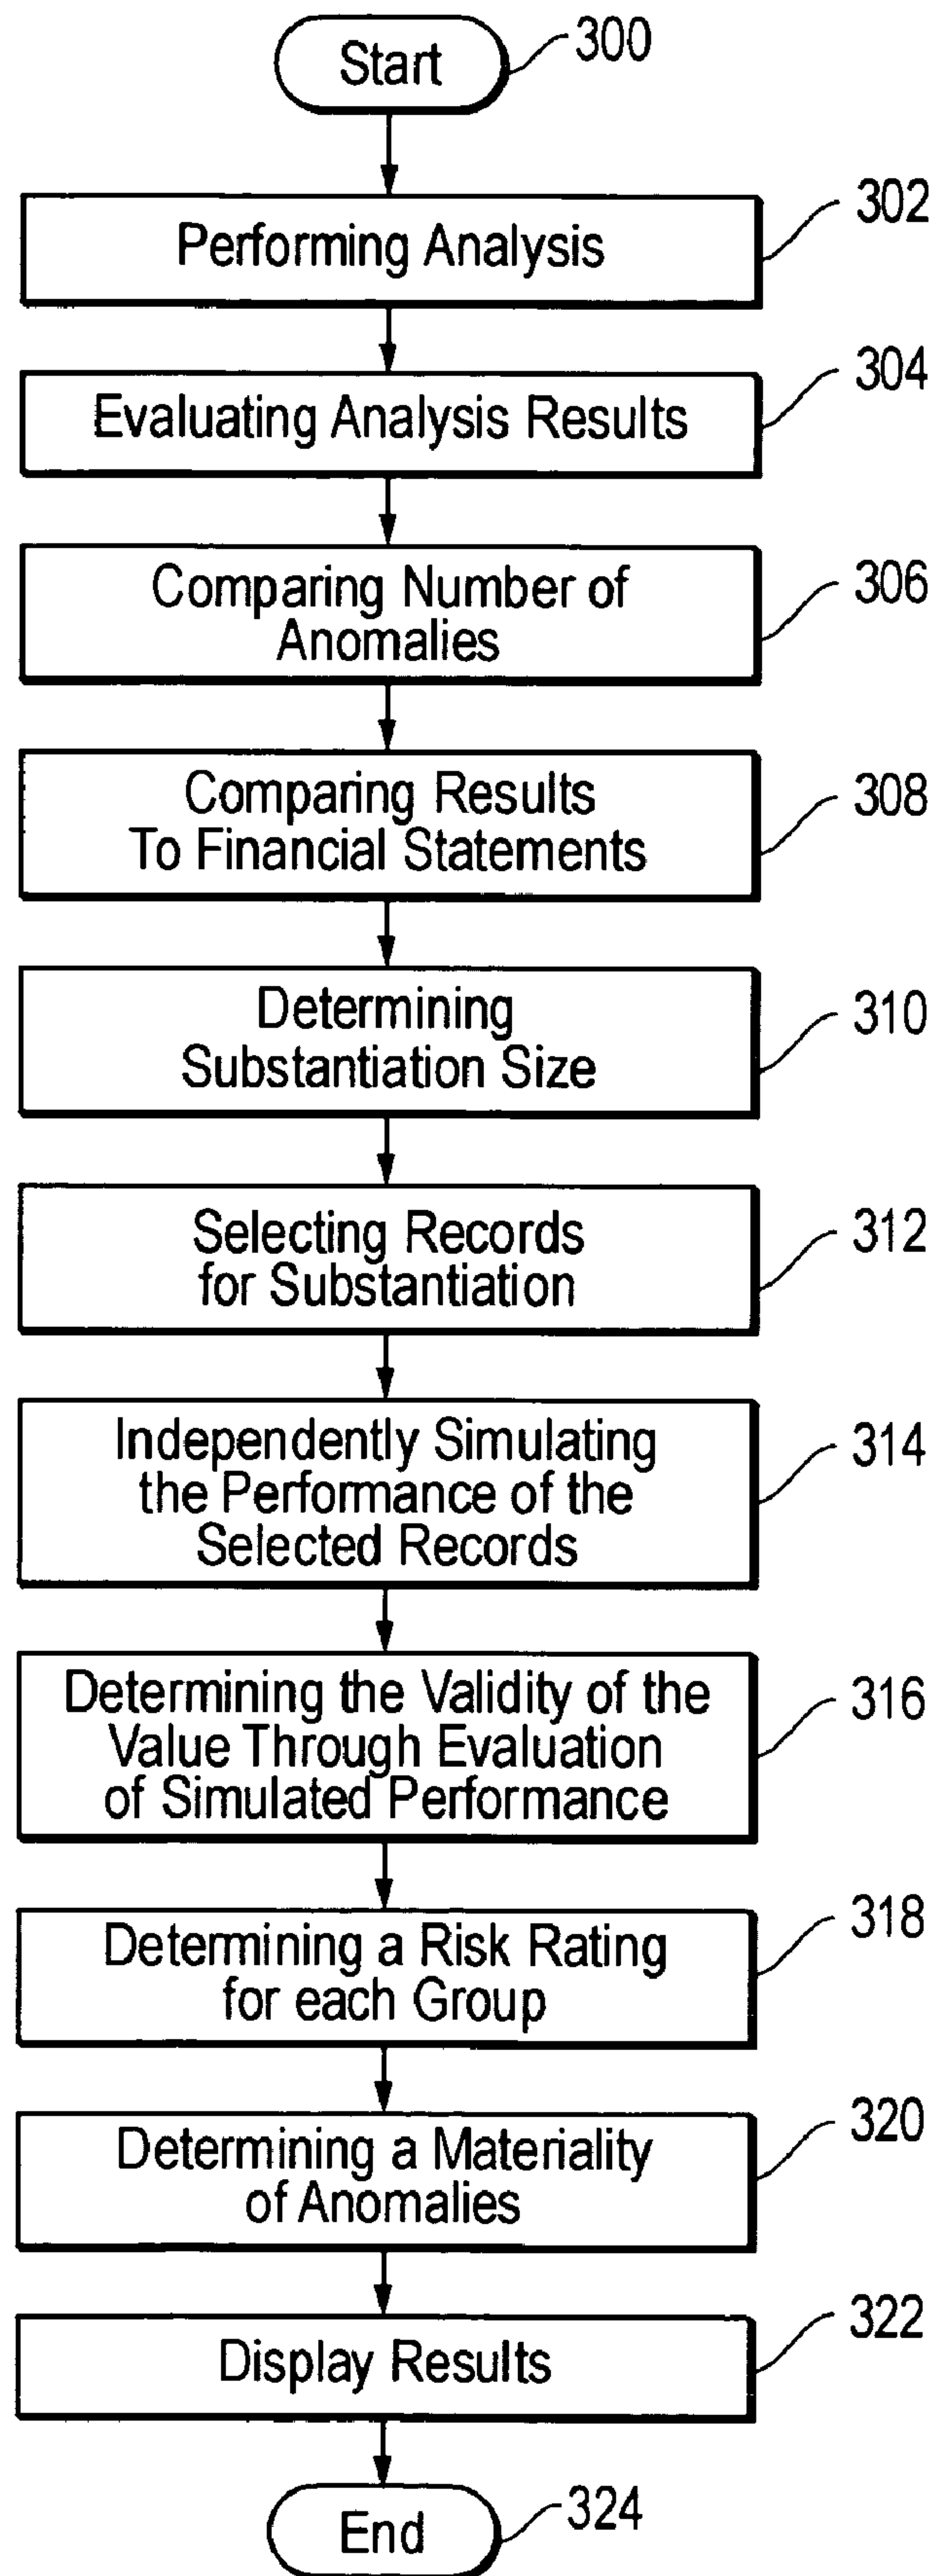 Start
300
Performing Analysis
302
Evaluating Analysis Results
304
Comparing Number of
Anomalies
306
Comparing Results
To Financial Statements
308
Determining
Substantiation Size
310
Selecting Records
for Substantiation
312
Independently Simulating
the Performance of the
Selected Records
314
Determining the Validity of the
Value Through Evaluation
of Simulated Performance
316
Determining a Risk Rating
for each Group
318
Determining a Materiality
of Anomalies
320
Display Results
322
End
324